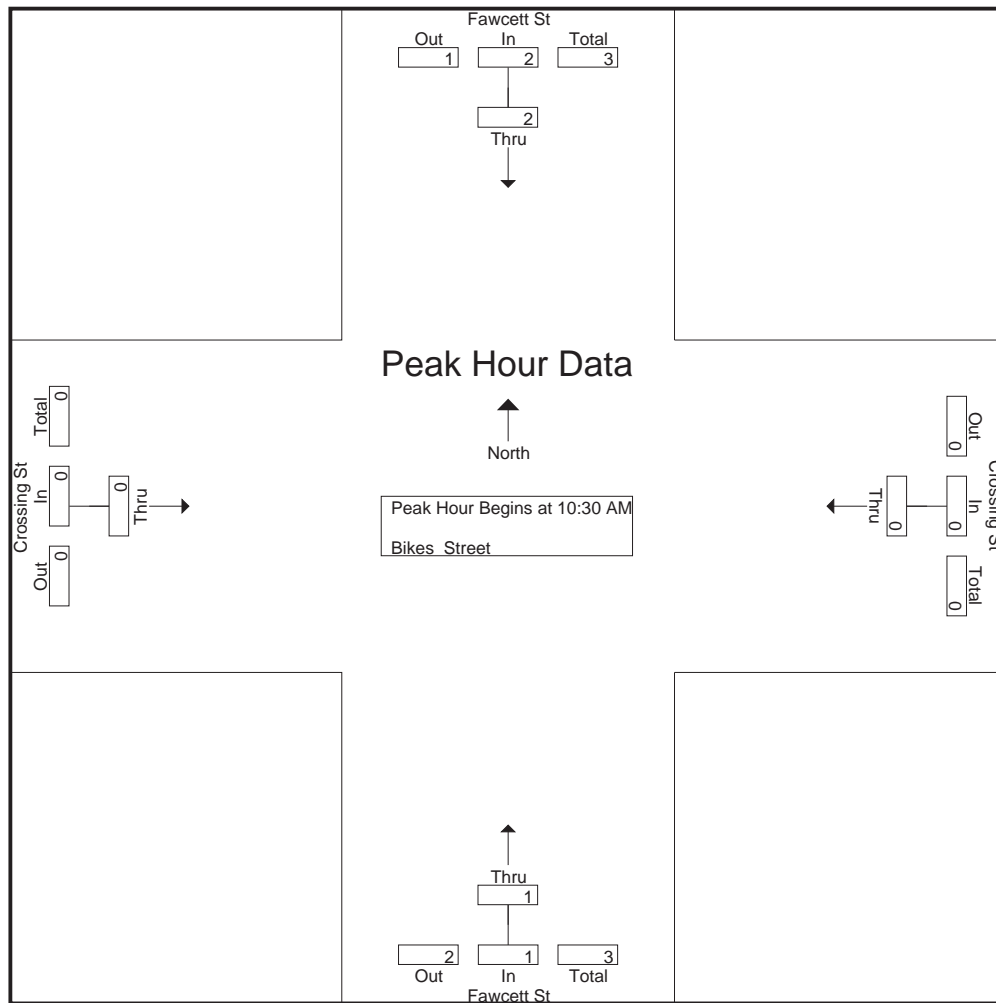 Fawcett St
Out In Total
1 2 3
2
Thru
Peak Hour Data
North
Peak Hour Begins at 10:30 AM
Bikes Street
Crossing St
Out In Total
0 0 0
0
Thru
Crossing St
Out In Total
0 0 0
0
Thru
Thru
1
2 1 3
Out In Total
Fawcett St